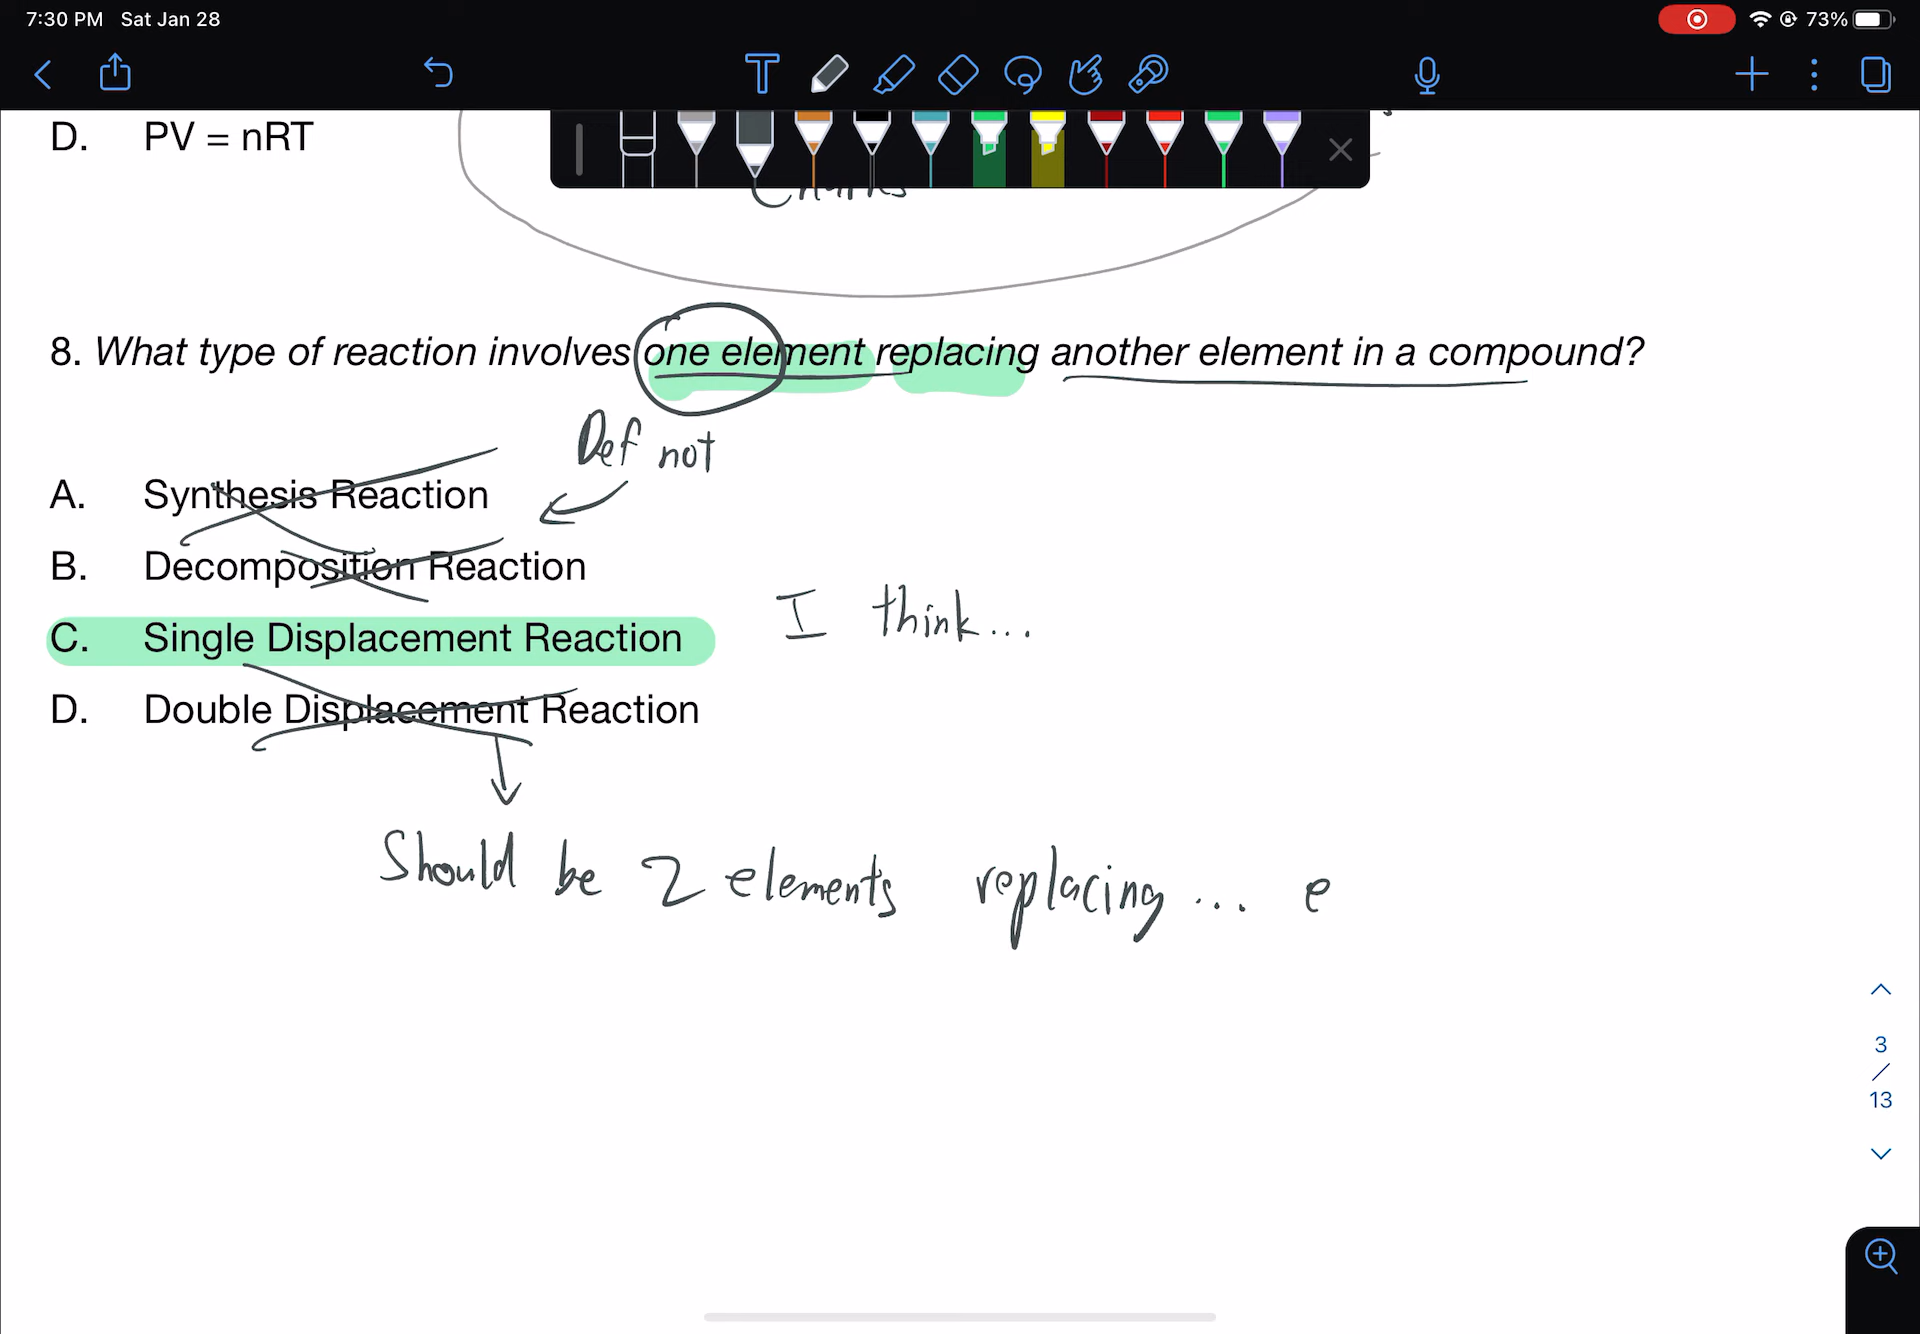 7:30 PM Sat Jan 28
73%
D. PV = nRT
8. What type of reaction involves one element replacing another element in a compound?
Def not
A. Synthesis Reaction
B. Decomposition Reaction
I think...
C. Single Displacement Reaction
D. Double Displacement Reaction
Should be 2 elements replacing... e
3
/
13